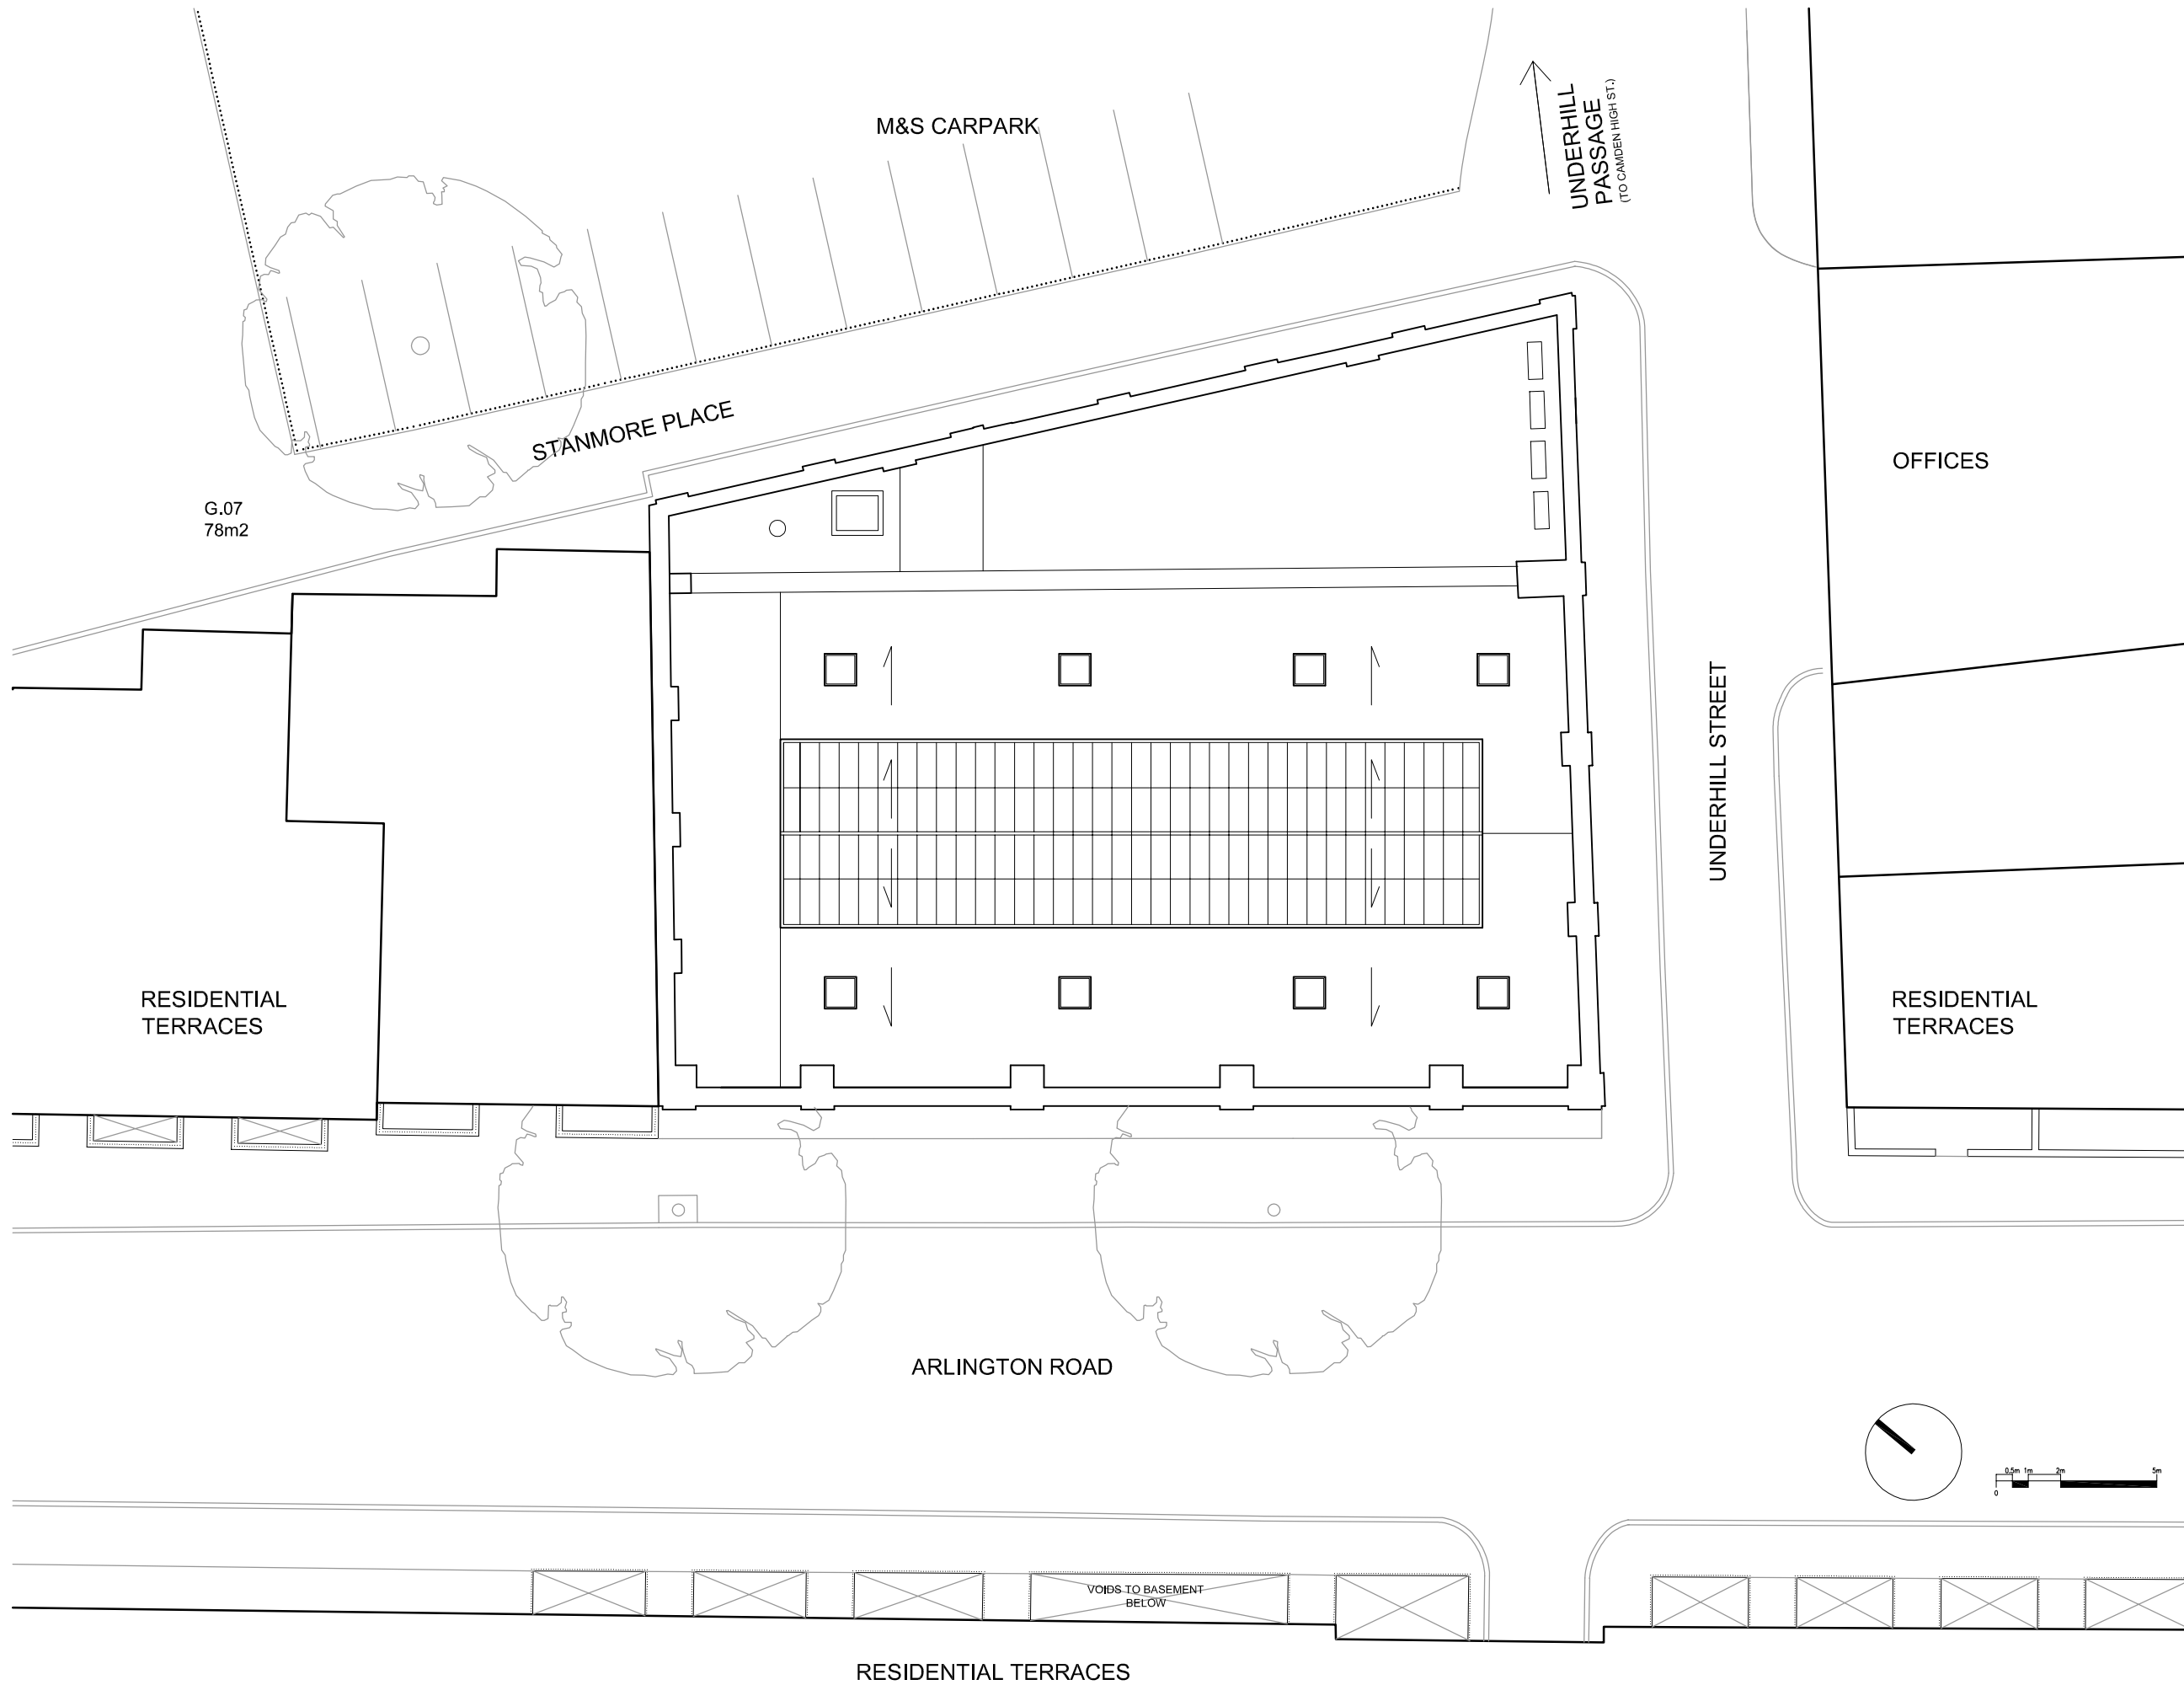 M&S CARPARK
UNDERHILL
PASSAGE
(TO CAMDEN HIGH ST.)
STANMORE PLACE
OFFICES
G.07
78m2
UNDERHILL STREET
RESIDENTIAL
TERRACES
RESIDENTIAL
TERRACES
ARLINGTON ROAD
0.5m 1m 2m 5m
0
VOIDS TO BASEMENT
BELOW
RESIDENTIAL TERRACES